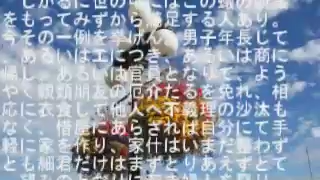 しかるに世の中にはこの蟻の所業
をもってみずから満足する人あり。
今その一例を挙げん。男子年長じて
、あるいは工につき、あるいは商に
帰し、あるいは官員となりて、よう
やく親類朋友の厄介たるを免れ、相
応に衣食して他人へ不義理の沙汰も
なく、借屋にあらざれば自分にて手
軽に家を作り、家什はいまだ整わず
とも細君だけはまずとりあえずとて